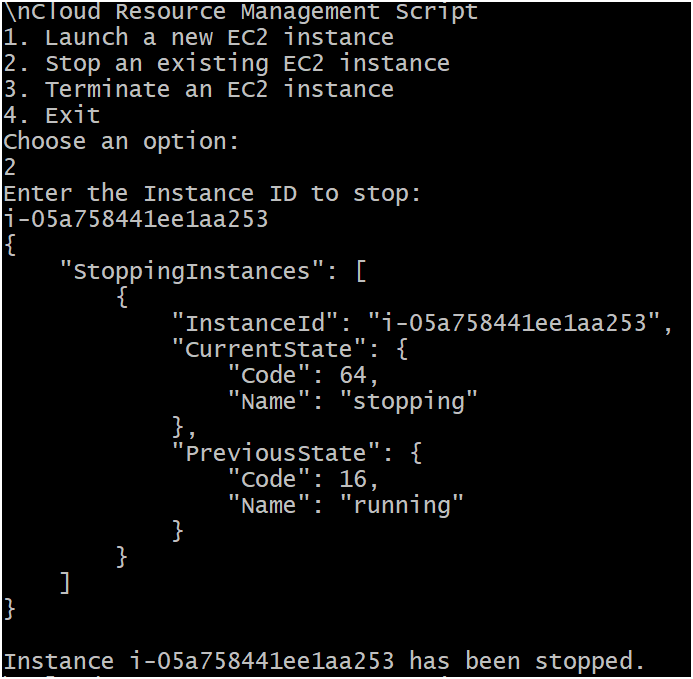 \nCloud Resource Management Script
1. Launch a new EC2 instance
2. Stop an existing EC2 instance
3. Terminate an EC2 instance
4. Exit
Choose an option:
2
Enter the Instance ID to stop:
i-05a758441ee1aa253
{
    "StoppingInstances": [
        {
            "InstanceId": "i-05a758441ee1aa253",
            "CurrentState": {
                "Code": 64,
                "Name": "stopping"
            },
            "PreviousState": {
                "Code": 16,
                "Name": "running"
            }
        }
    ]
}
Instance i-05a758441ee1aa253 has been stopped.